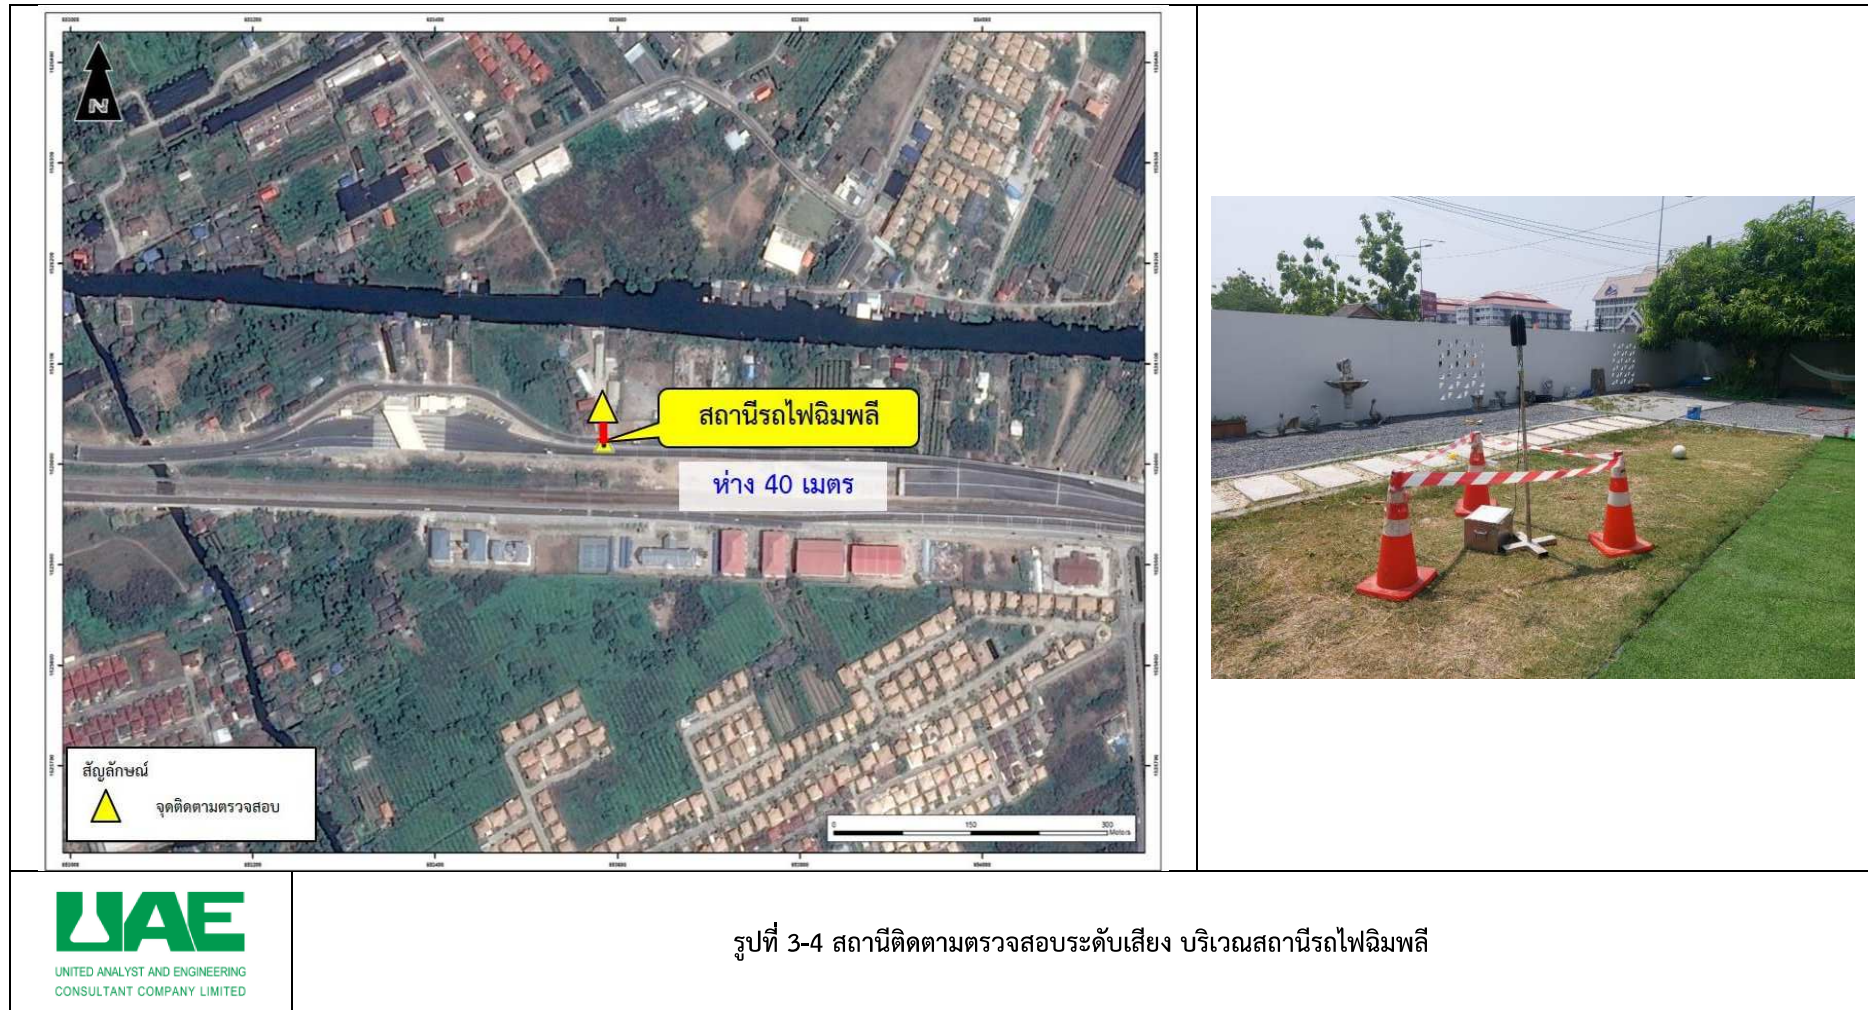 N
สถานีรถไฟฉิมพลี
ห่าง 40 เมตร
สัญลักษณ์
จุดติดตามตรวจสอบ
0 150 300
Meters
UAE
UNITED ANALYST AND ENGINEERING
CONSULTANT COMPANY LIMITED
รูปที่ 3-4 สถานีติดตามตรวจสอบระดับเสียง บริเวณสถานีรถไฟฉิมพลี